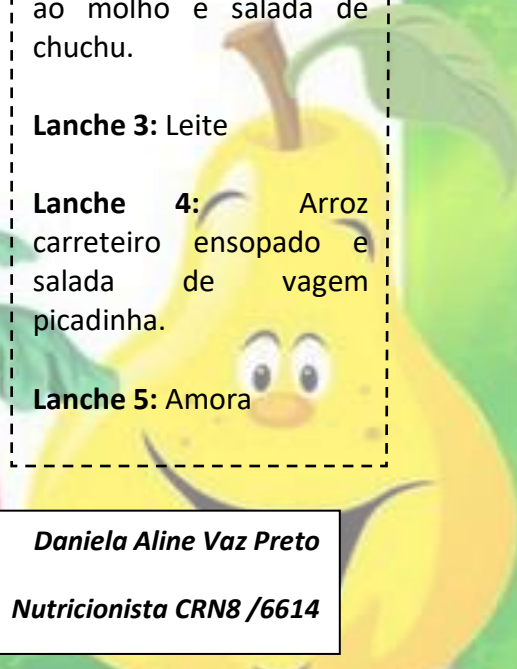 ao molho e salada de
chuchu.
Lanche 3: Leite
Lanche 4: Arroz
carreteiro ensopado e
salada de vagem
picadinha.
Lanche 5: Amora
Daniela Aline Vaz Preto
Nutricionista CRN8 /6614